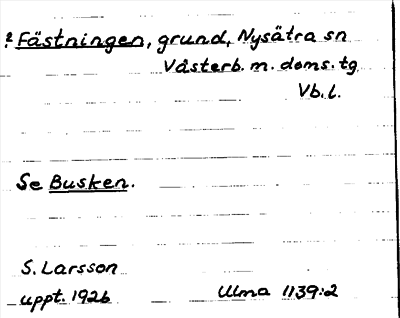 ? Fästningen, grund, Nysätra sn
Västerb. m. doms. tg
Vb. l.
Se Busken.
S. Larsson
uppt. 1926
Ulma 1139:2